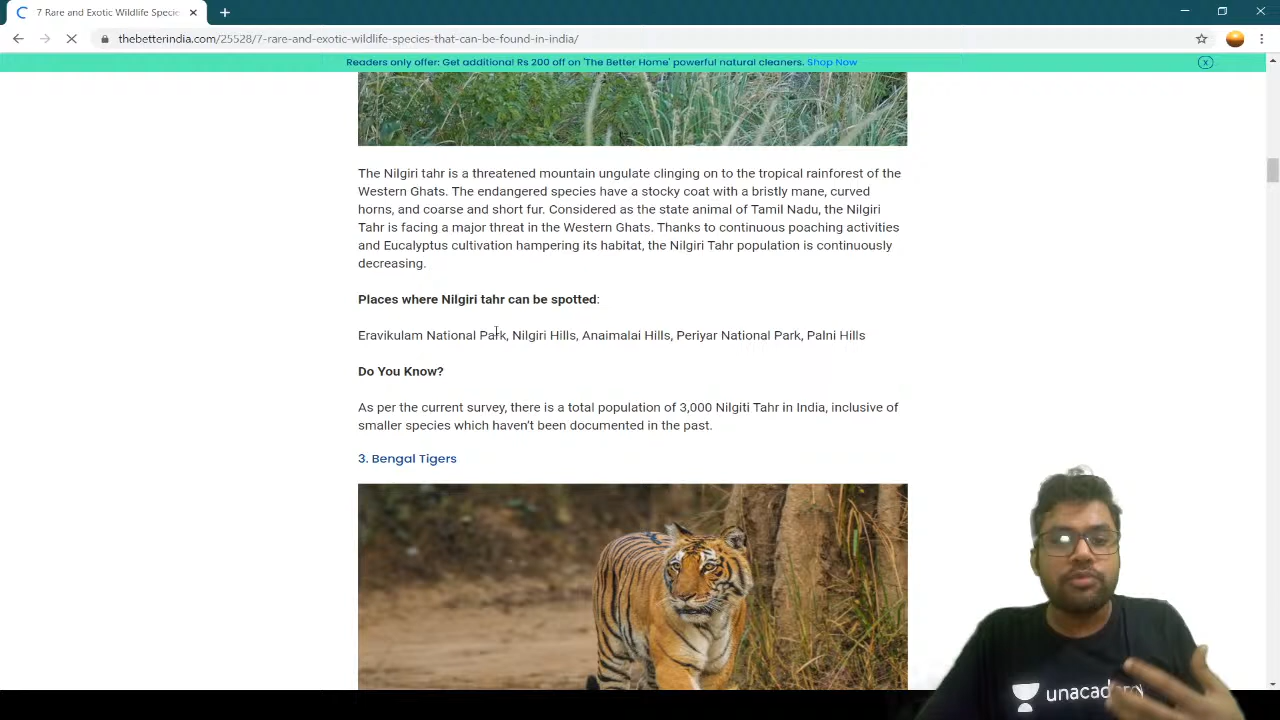 7 Rare and Exotic Wildlife Specie
thebetterindia.com/25528/7-rare-and-exotic-wildlife-species-that-can-be-found-in-india/
Readers only offer: Get additional Rs 200 off on 'The Better Home' powerful natural cleaners. Shop Now
The Nilgiri tahr is a threatened mountain ungulate clinging on to the tropical rainforest of the
Western Ghats. The endangered species have a stocky coat with a bristly mane, curved
horns, and coarse and short fur. Considered as the state animal of Tamil Nadu, the Nilgiri
Tahr is facing a major threat in the Western Ghats. Thanks to continuous poaching activities
and Eucalyptus cultivation hampering its habitat, the Nilgiri Tahr population is continuously
decreasing.
Places where Nilgiri tahr can be spotted:
Eravikulam National Park, Nilgiri Hills, Anaimalai Hills, Periyar National Park, Palni Hills
Do You Know?
As per the current survey, there is a total population of 3,000 Nilgiti Tahr in India, inclusive of
smaller species which haven't been documented in the past.
3. Bengal Tigers